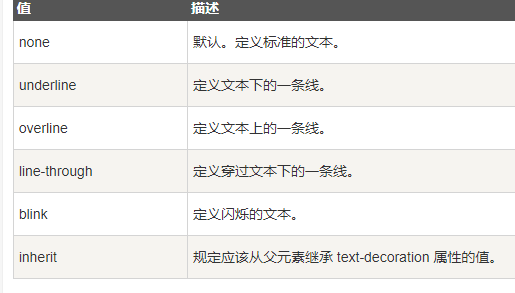 值 描述
none 默认。定义标准的文本。
underline 定义文本下的一条线。
overline 定义文本上的一条线。
line-through 定义穿过文本下的一条线。
blink 定义闪烁的文本。
inherit 规定应该从父元素继承 text-decoration 属性的值。